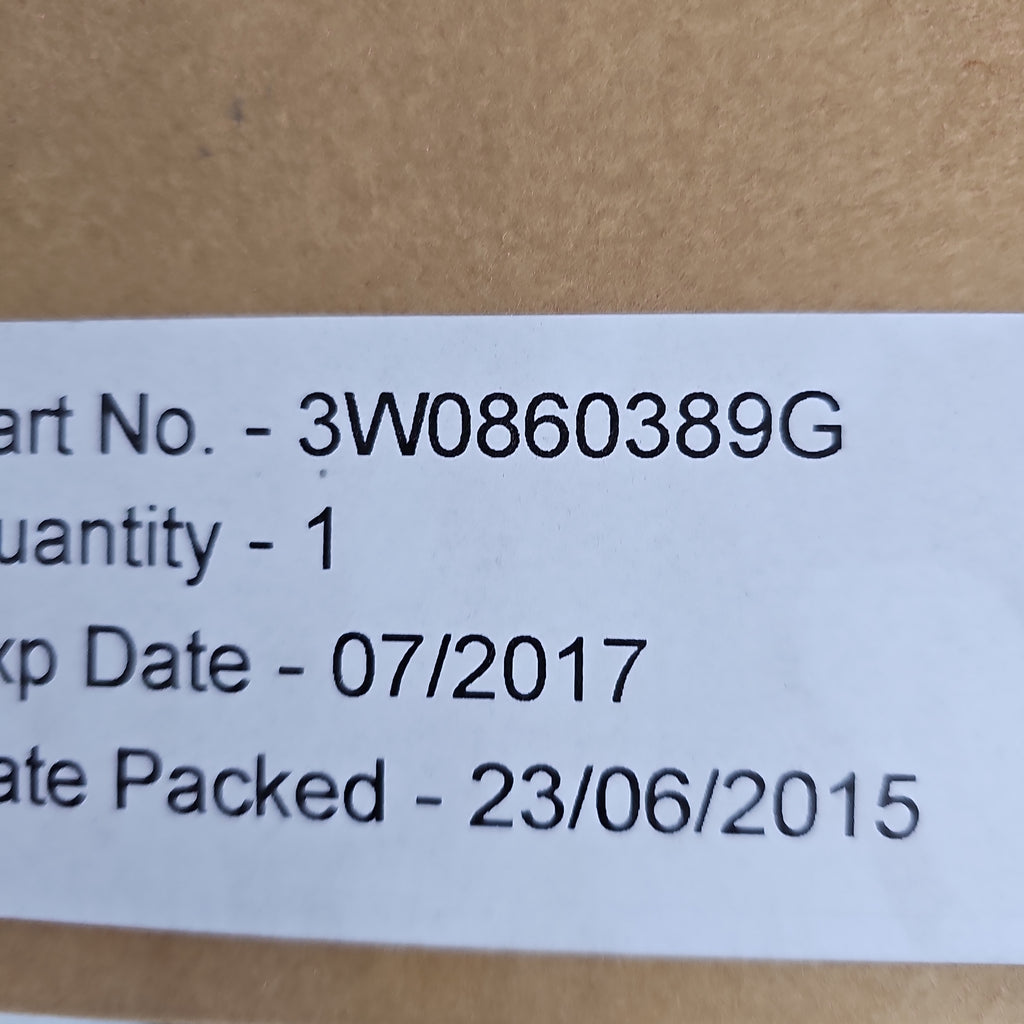 art No. - 3W0860389G
uantity - 1
xp Date - 07/2017
ate Packed - 23/06/2015